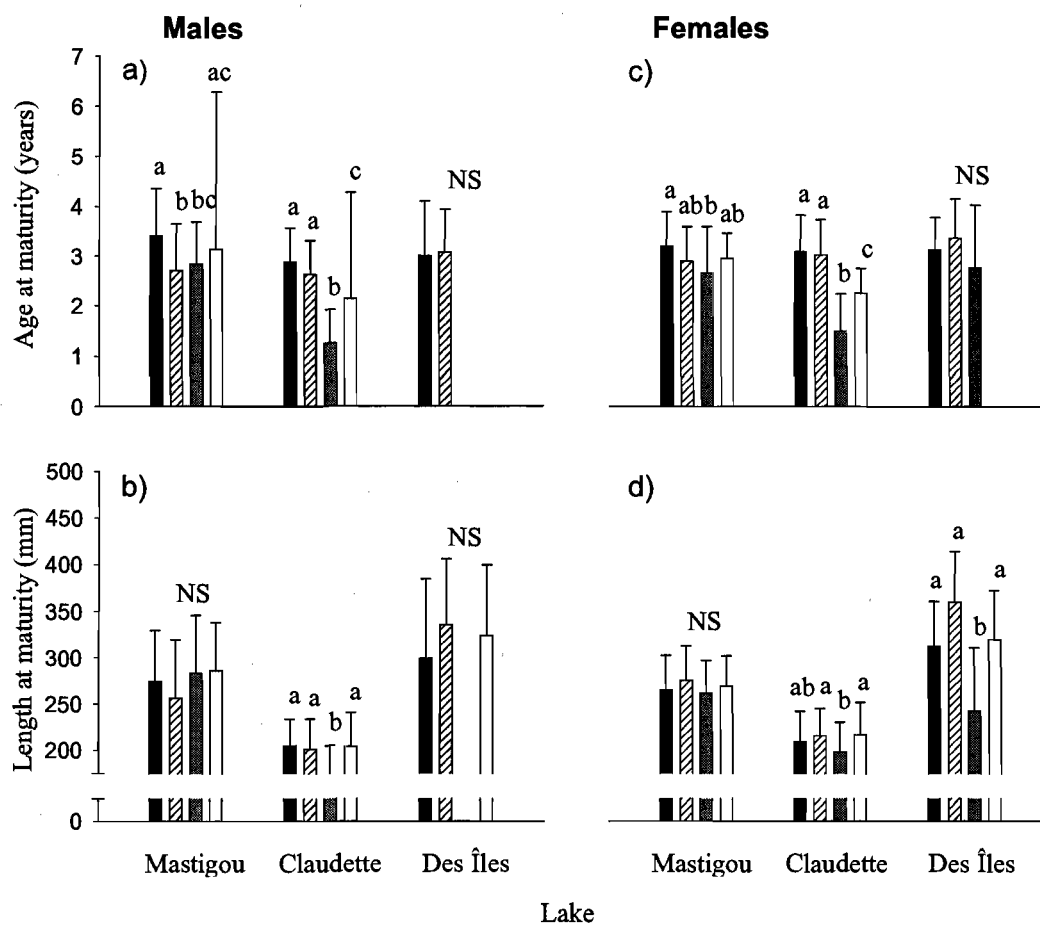 Males
Females
Age at maturity (years)
7
6
5
4
3
2
1
0
a)
a
b
bc
ac
a
a
b
c
NS
c)
a
ab
b
ab
a
a
b
c
NS
Length at maturity (mm)
500
450
400
350
300
250
200
0
b)
NS
a
a
b
a
NS
d)
NS
ab
a
b
a
a
a
b
a
Mastigou Claudette Des Îles
Mastigou Claudette Des Îles
Lake